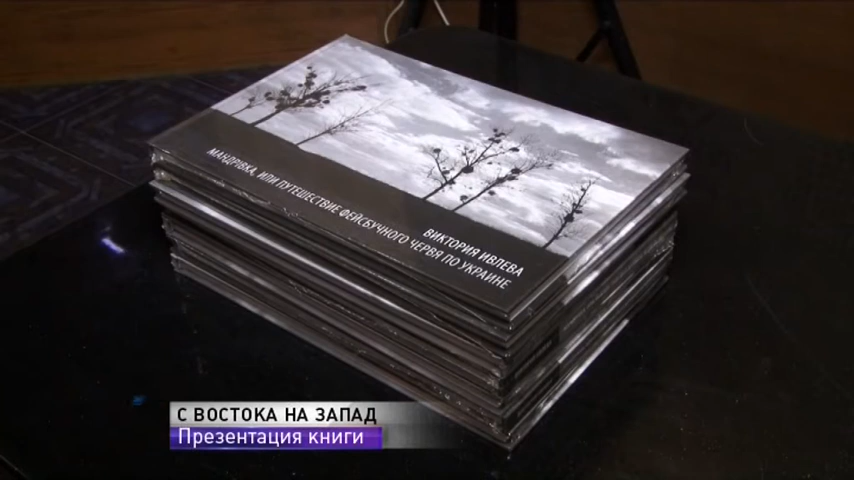 ВИКТОРИЯ ИВЛЕВА
МАНДРІВКА, ИЛИ ПУТЕШЕСТВИЕ ФЕЙСБУЧНОГО ЧЕРВЯ ПО УКРАИНЕ
С ВОСТОКА НА ЗАПАД
Презентация книги